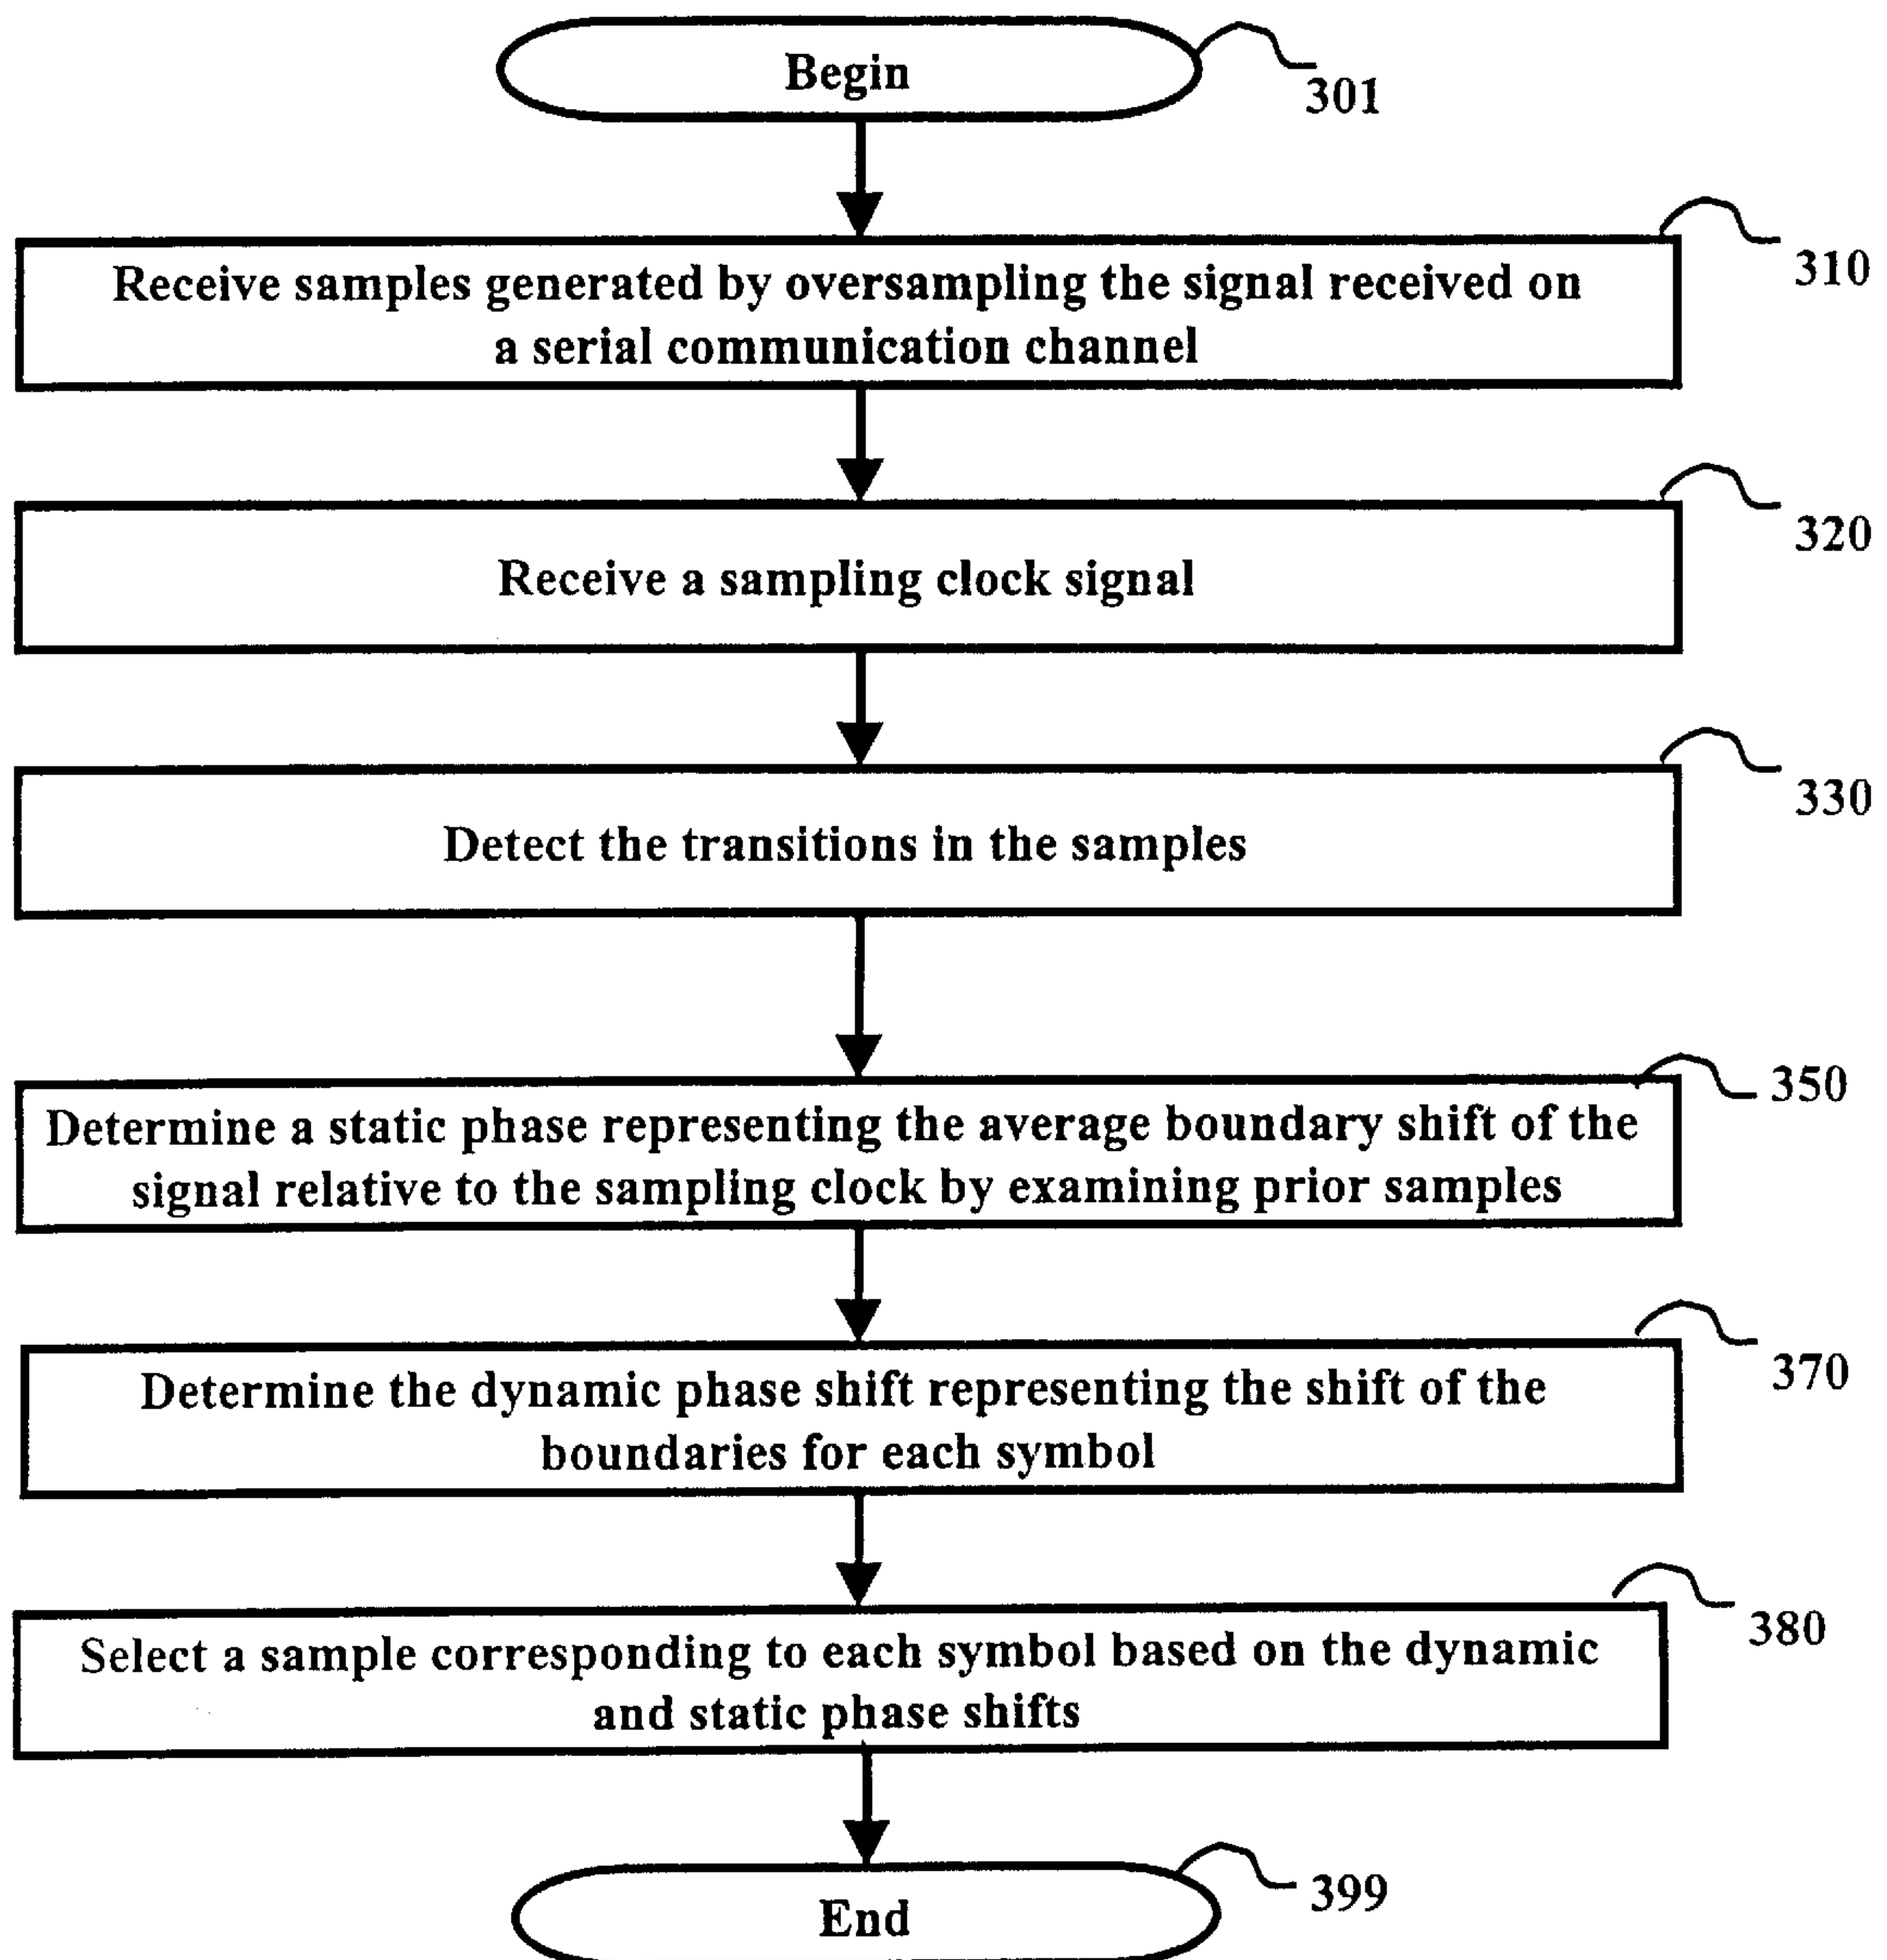 Begin
301
310
Receive samples generated by oversampling the signal received on
a serial communication channel
320
Receive a sampling clock signal
330
Detect the transitions in the samples
350
Determine a static phase representing the average boundary shift of the
signal relative to the sampling clock by examining prior samples
370
Determine the dynamic phase shift representing the shift of the
boundaries for each symbol
380
Select a sample corresponding to each symbol based on the dynamic
and static phase shifts
399
End